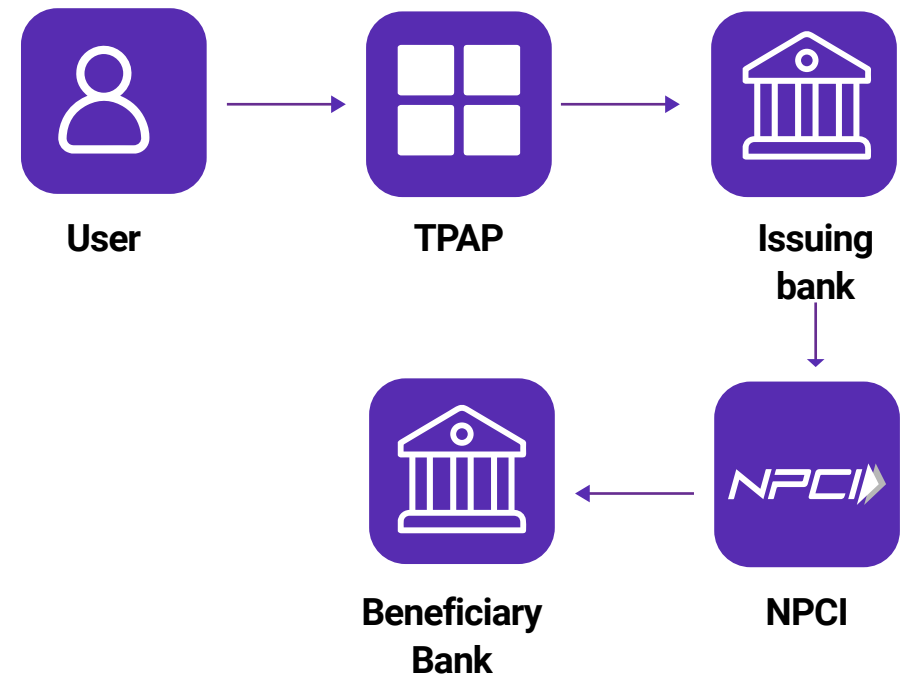 User
TPAP
Issuing
bank
NPCI
NPCI
Beneficiary
Bank